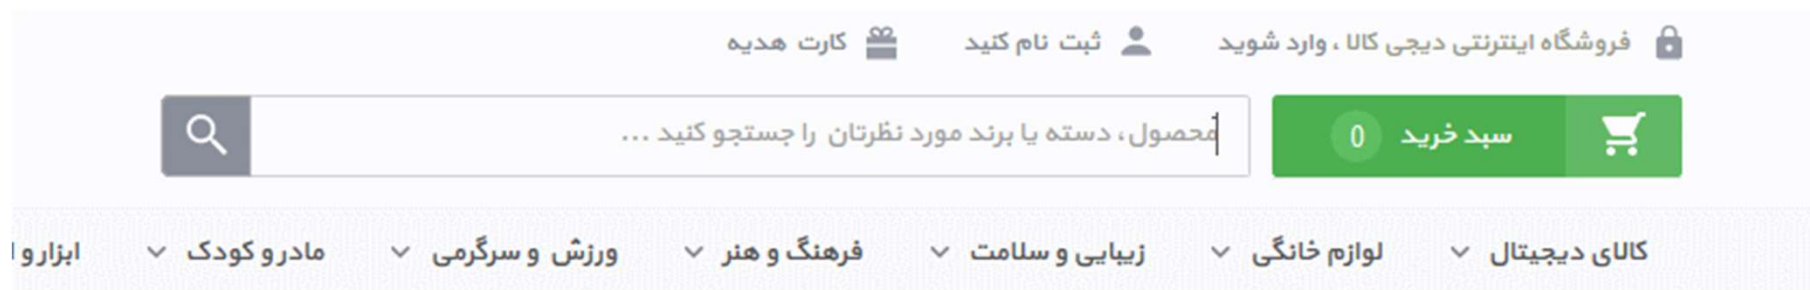 فروشگاه اینترنتی دیجی کالا ، وارد شوید ثبت نام کنید کارت هدیه
سبد خرید 0 محصول، دسته یا برند مورد نظرتان را جستجو کنید ...
کالای دیجیتال لوازم خانگی زیبایی و سلامت فرهنگ و هنر ورزش و سرگرمی مادر و کودک ابزار و